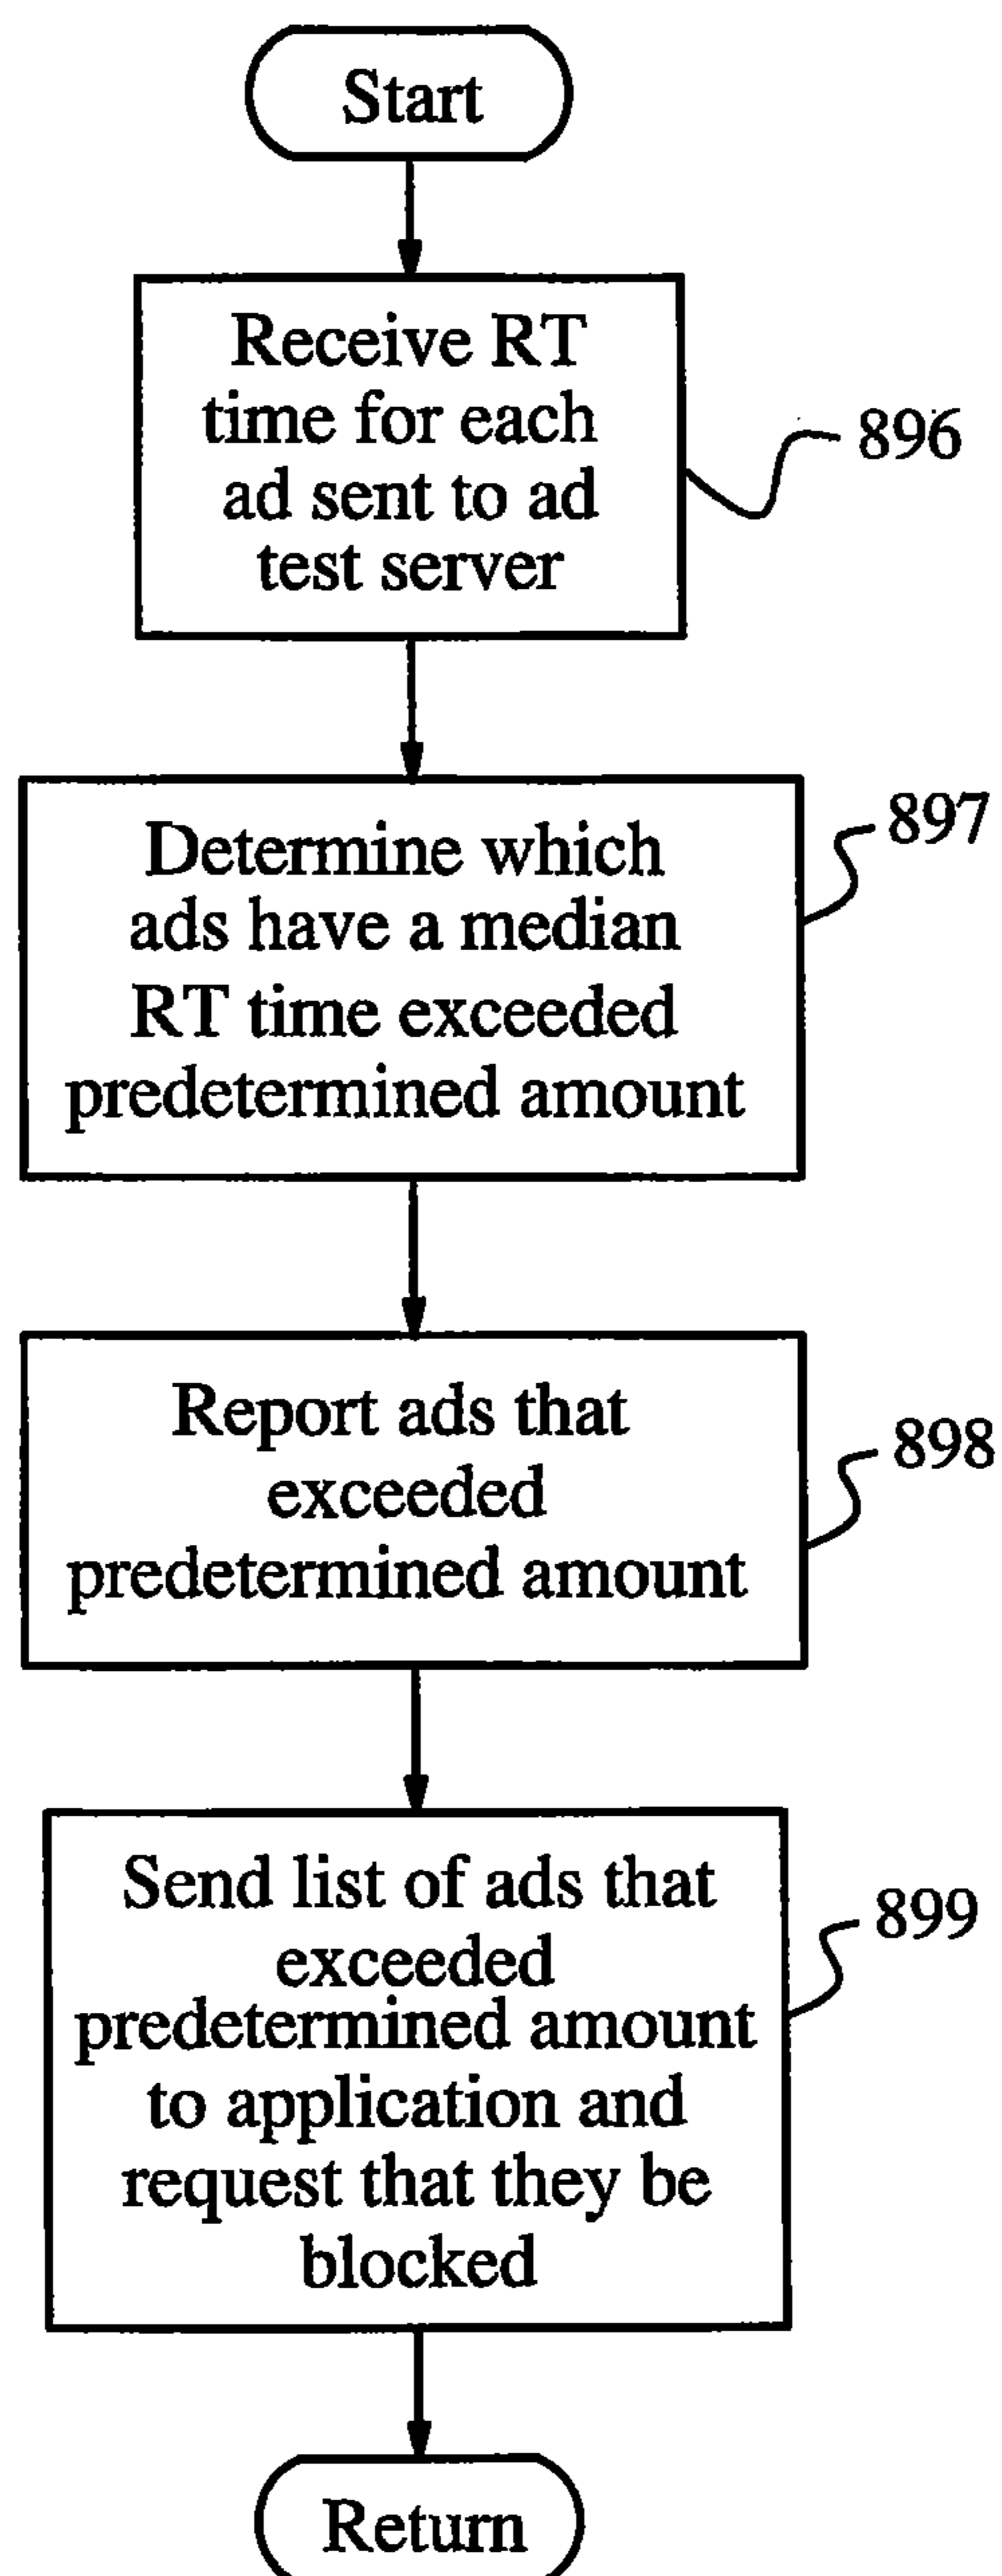 Start
Receive RT
time for each
ad sent to ad
test server
896
Determine which
ads have a median
RT time exceeded
predetermined amount
897
Report ads that
exceeded
predetermined amount
898
Send list of ads that
exceeded
predetermined amount
to application and
request that they be
blocked
899
Return